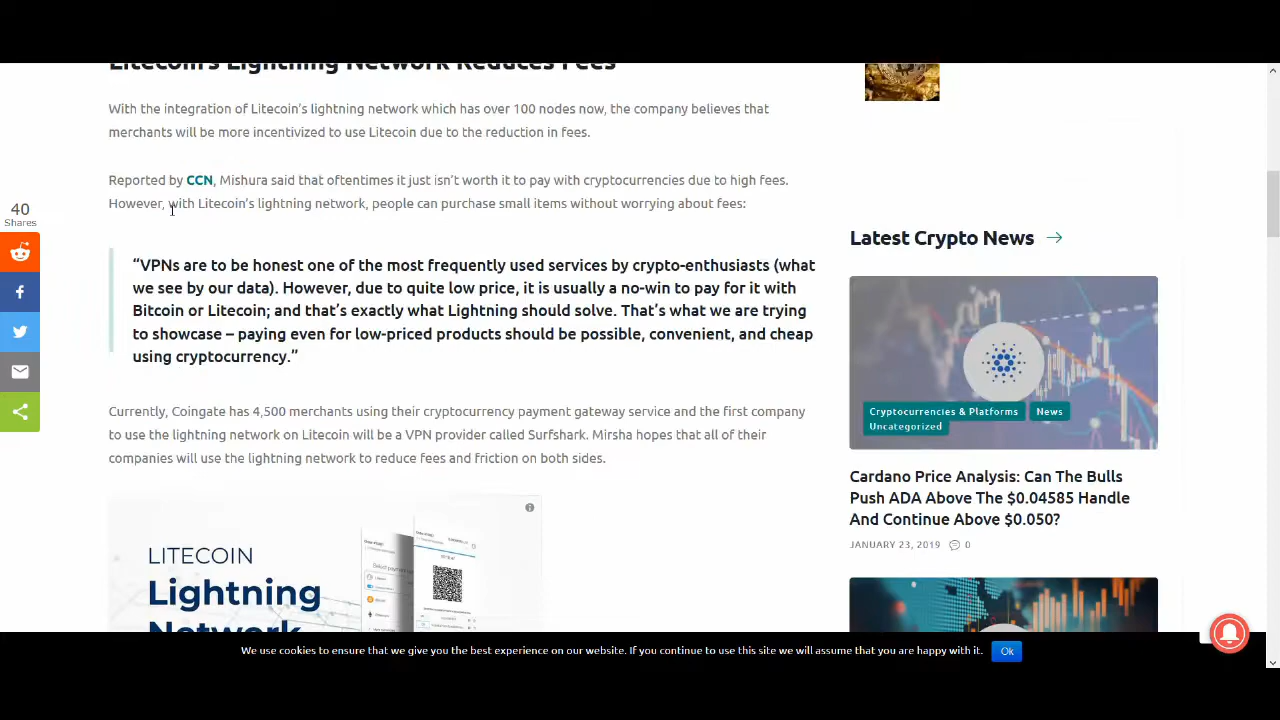 Litecoin's Lightning Network Reduces Fees
With the integration of Litecoin's lightning network which has over 100 nodes now, the company believes that
merchants will be more incentivized to use Litecoin due to the reduction in fees.
Reported by CCN, Mishura said that oftentimes it just isn't worth it to pay with cryptocurrencies due to high fees.
However, with Litecoin's lightning network, people can purchase small items without worrying about fees:
40
Shares
“VPNs are to be honest one of the most frequently used services by crypto-enthusiasts (what
we see by our data). However, due to quite low price, it is usually a no-win to pay for it with
Bitcoin or Litecoin; and that's exactly what Lightning should solve. That's what we are trying
to showcase – paying even for low-priced products should be possible, convenient, and cheap
using cryptocurrency.”
Currently, Coingate has 4,500 merchants using their cryptocurrency payment gateway service and the first company
to use the lightning network on Litecoin will be a VPN provider called Surfshark. Mirsha hopes that all of their
companies will use the lightning network to reduce fees and friction on both sides.
LITECOIN
Lightning
Network
Latest Crypto News
Cryptocurrencies & Platforms
News
Uncategorized
Cardano Price Analysis: Can The Bulls
Push ADA Above The $0.04585 Handle
And Continue Above $0.050?
JANUARY 23, 2019 0
We use cookies to ensure that we give you the best experience on our website. If you continue to use this site we will assume that you are happy with it.
Ok